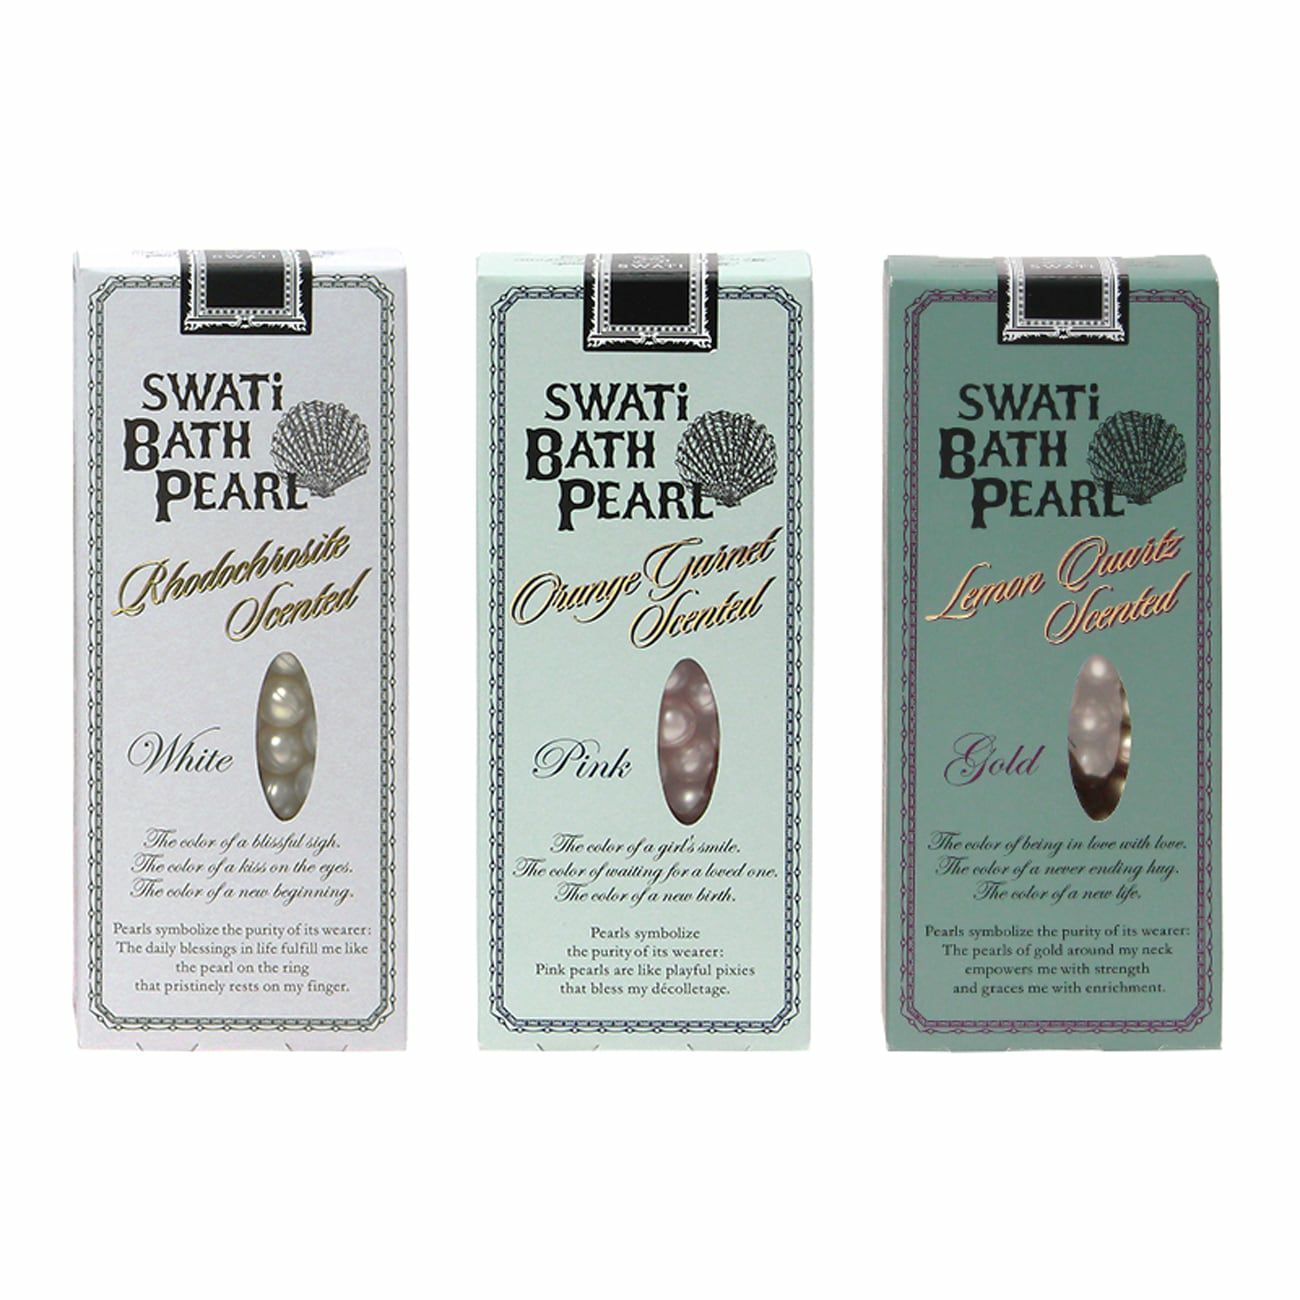 SWATI
SWATi
BATH
PEARL
Rhodochrosite
Scented
White
The color of a blissful sigh.
The color of a kiss on the eyes.
The color of a new beginning.
Pearls symbolize the purity of its wearer:
The daily blessings in life fulfill me like
the pearl on the ring
that pristinely rests on my finger.
SWATI
SWATi
BATH
PEARL
Orange Garnet
Scented
Pink
The color of a girl's smile.
The color of waiting for a loved one.
The color of a new birth.
Pearls symbolize
the purity of its wearer:
Pink pearls are like playful pixies
that bless my décolletage.
SWATI
SWATi
BATH
PEARL
Lemon Quartz
Scented
Gold
The color of being in love with love.
The color of a never ending hug.
The color of a new life.
Pearls symbolize the purity of its wearer:
The pearls of gold around my neck
empowers me with strength
and graces me with enrichment.